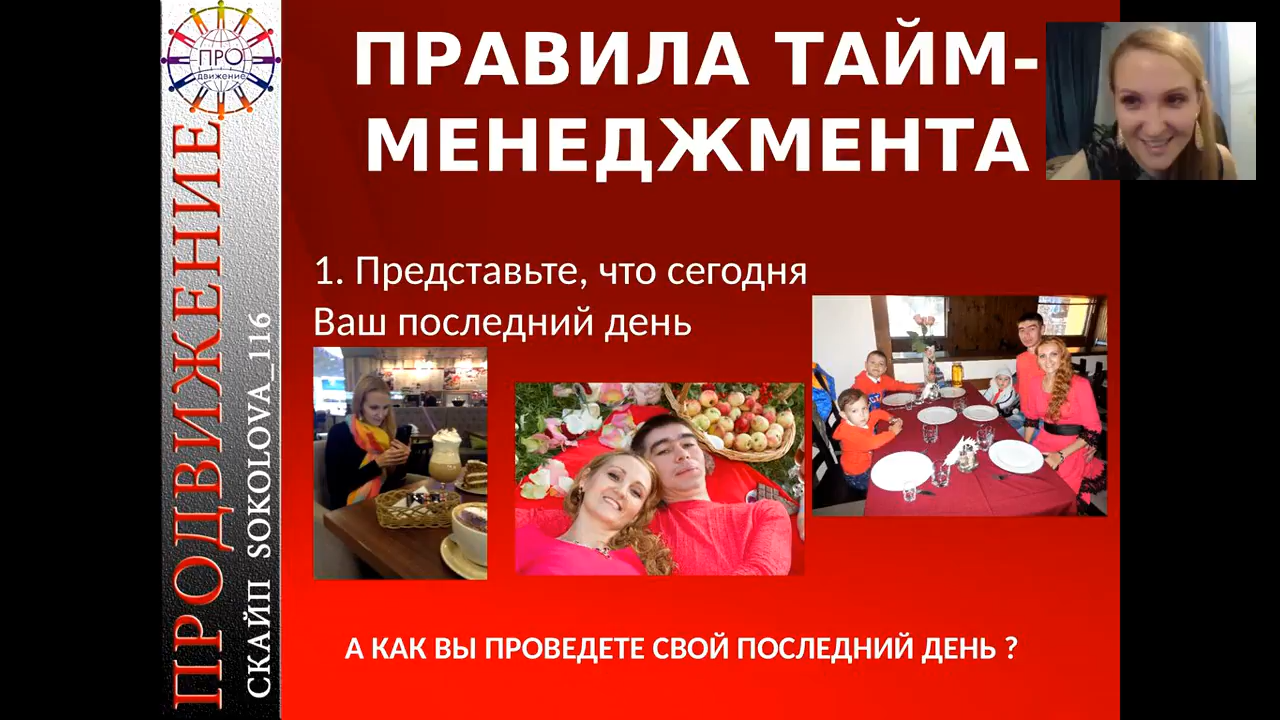 ПРО
движение
ПРОДВИЖЕНИЕ
СКАЙП SOKOLOVA_116
ПРАВИЛА ТАЙМ-
МЕНЕДЖМЕНТА
1. Представьте, что сегодня
Ваш последний день
А КАК ВЫ ПРОВЕДЕТЕ СВОЙ ПОСЛЕДНИЙ ДЕНЬ ?